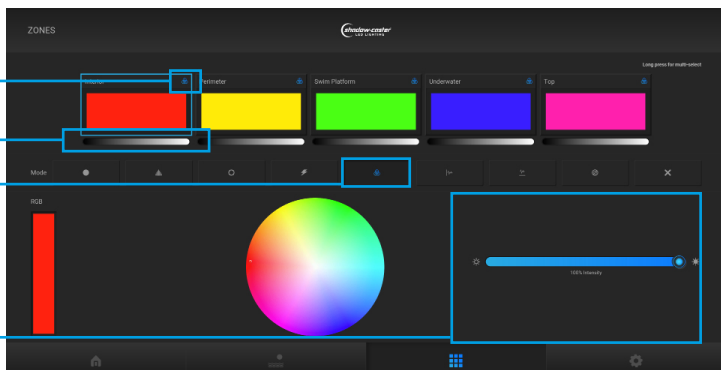 ZONES
shadow-caster
LED LIGHTING
Long press for multi-select
Interior
Perimeter
Swim Platform
Underwater
Top
Mode
RGB
100% Intensity